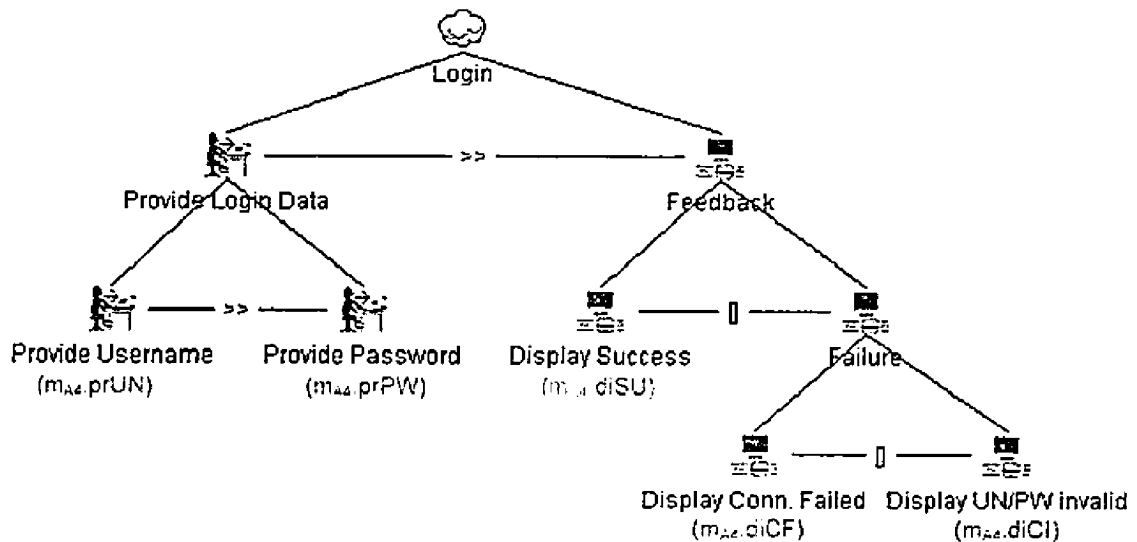 Login
>>
Provide Login Data
Feedback
>>
[]
Provide Username
Provide Password
Display Success
Failure
(mA4.prUN)
(mA4.prPW)
diSU)
[]
Display Conn. Failed
Display UN/PW invalid
(mA4.diCF)
(mA4.diCI)